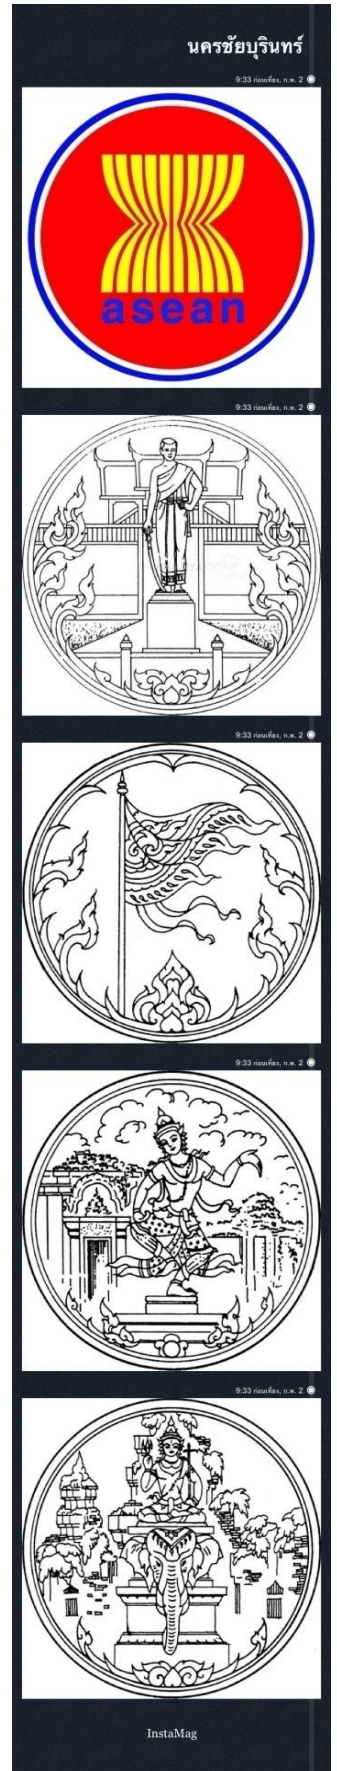 นครชัยบุรินทร์
9:33 ก่อนเที่ยง, ก.พ. 2
asean
9:33 ก่อนเที่ยง, ก.พ. 2
9:33 ก่อนเที่ยง, ก.พ. 2
9:33 ก่อนเที่ยง, ก.พ. 2
9:33 ก่อนเที่ยง, ก.พ. 2
InstaMag